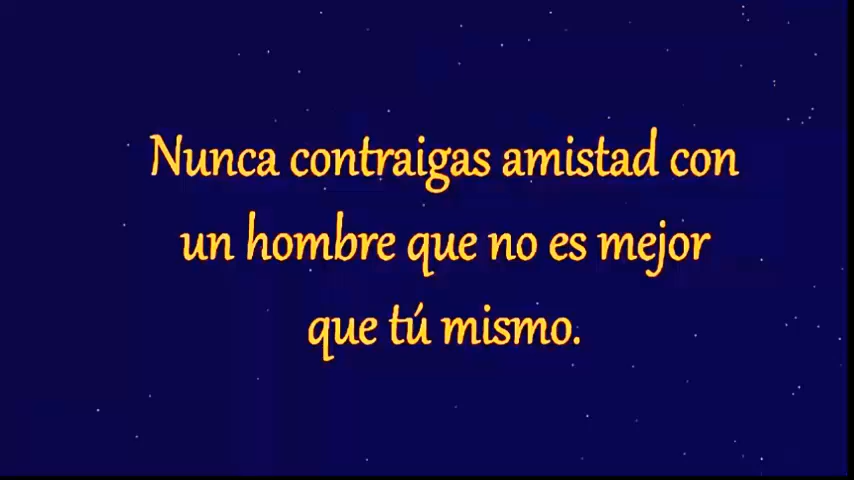 Nunca contraigas amistad con
un hombre que no es mejor
que tú mismo.